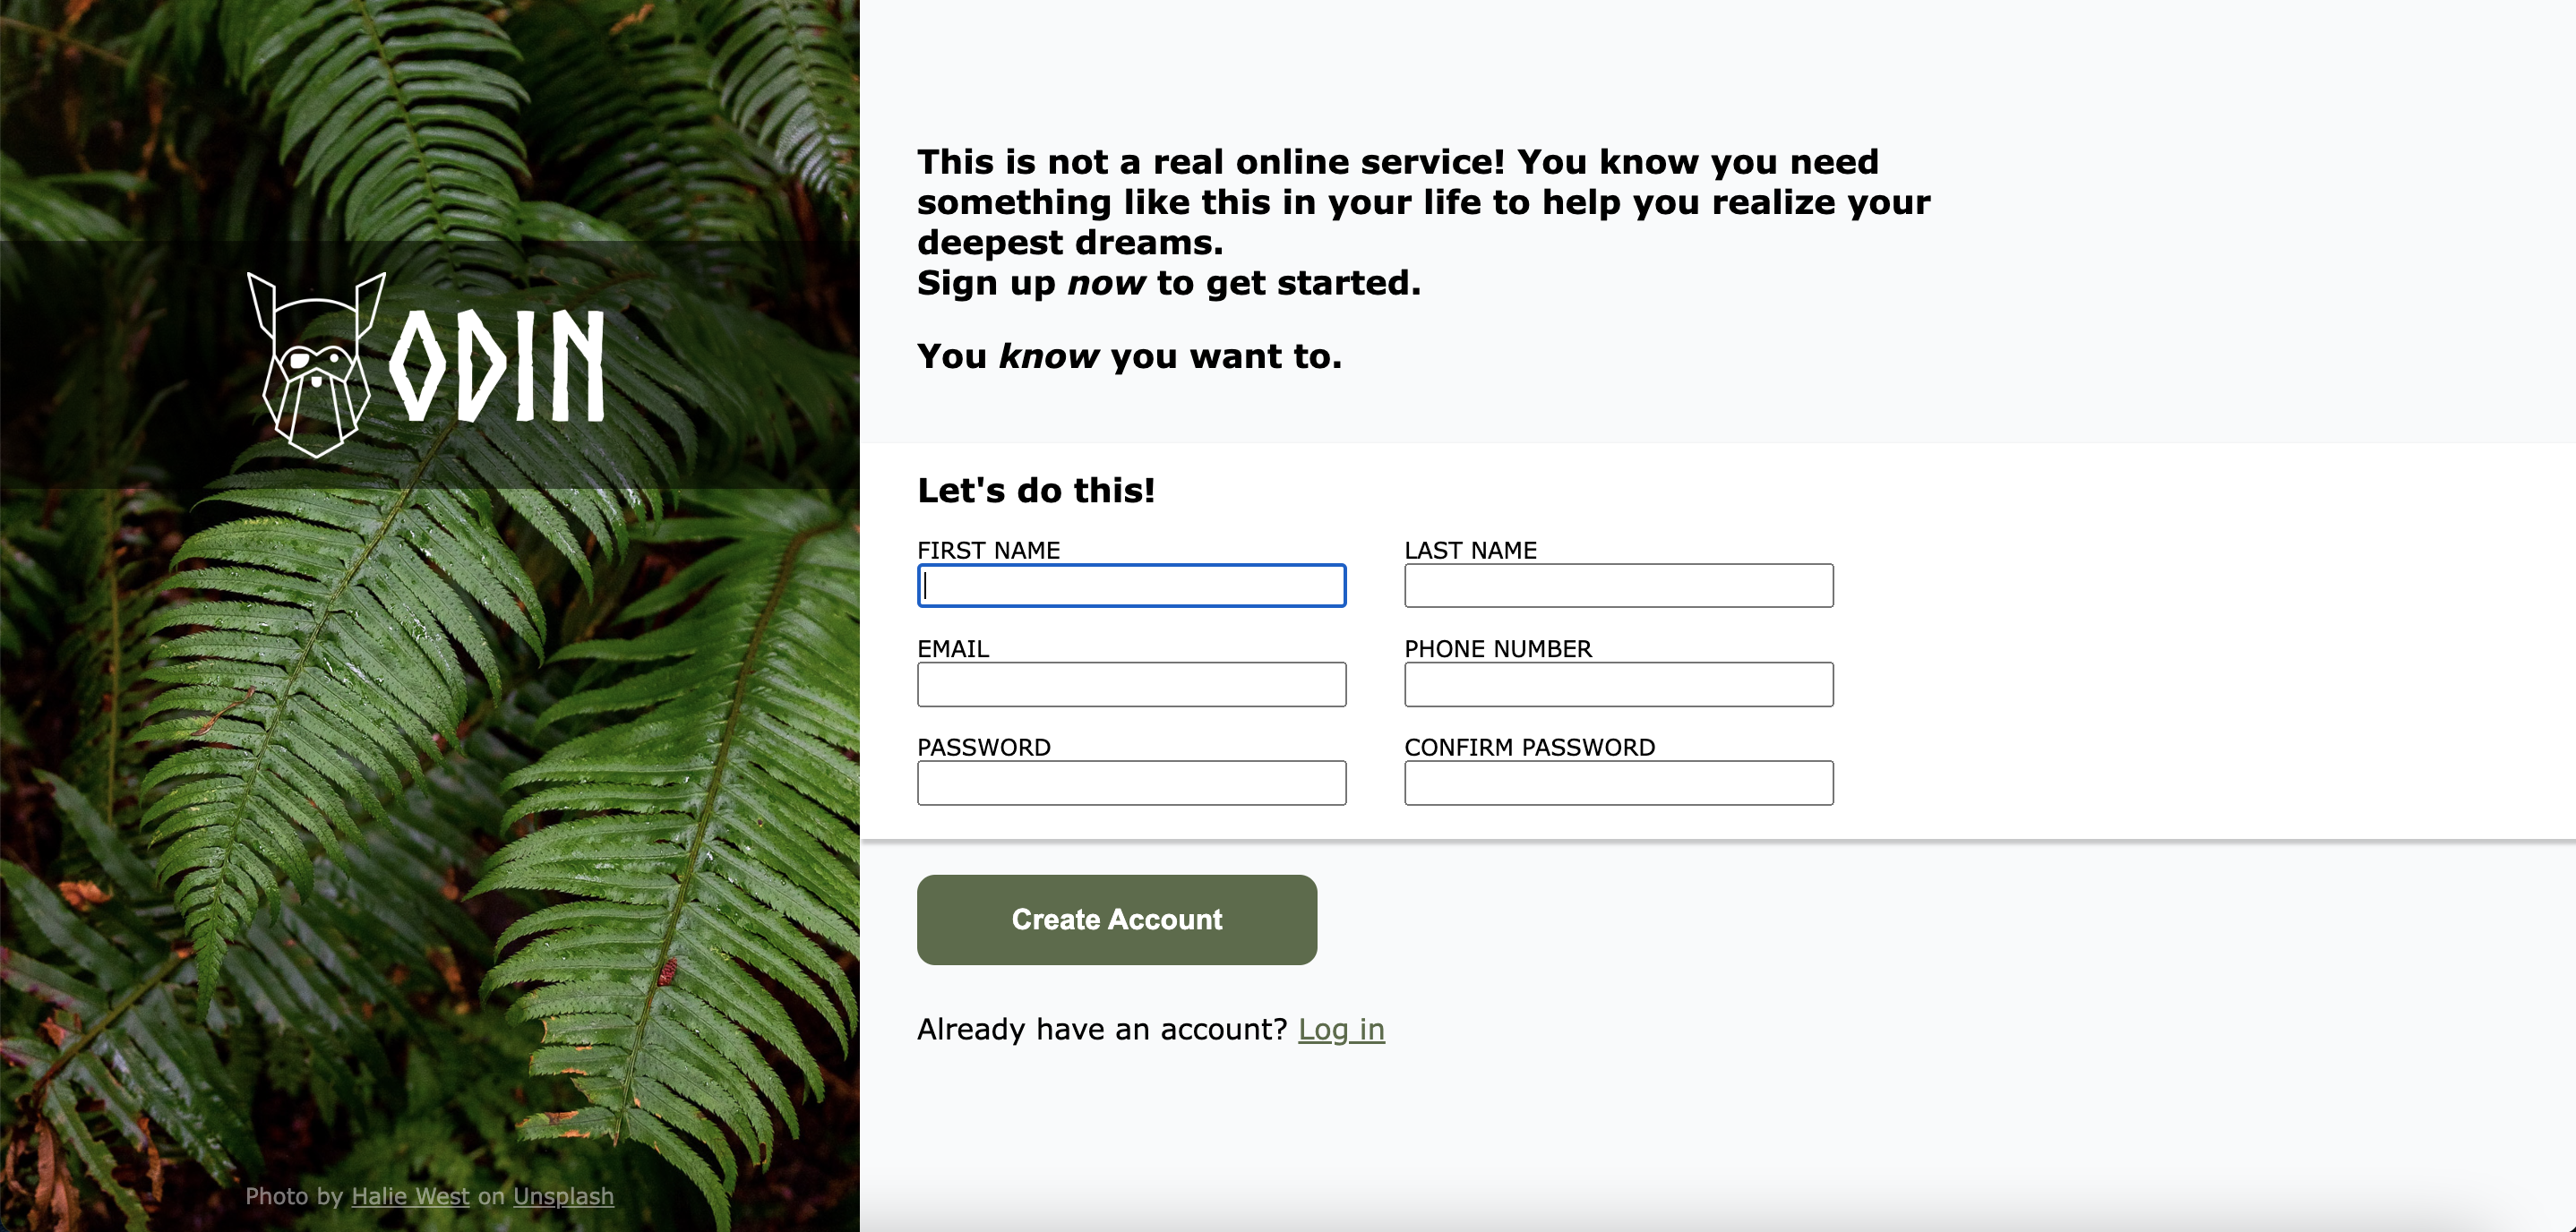 ODIN
Photo by Halie West on Unsplash
This is not a real online service! You know you need
something like this in your life to help you realize your
deepest dreams.
Sign up now to get started.
You know you want to.
Let's do this!
FIRST NAME
LAST NAME
EMAIL
PHONE NUMBER
PASSWORD
CONFIRM PASSWORD
Create Account
Already have an account? Log in